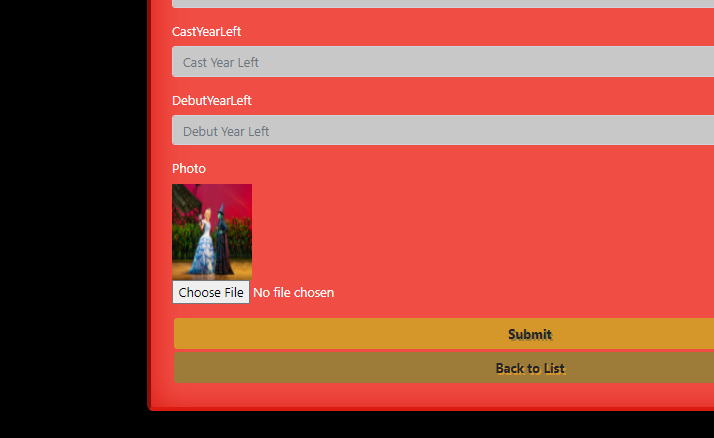 CastYearLeft
Cast Year Left
DebutYearLeft
Debut Year Left
Photo
Choose File No file chosen
Submit
Back to List